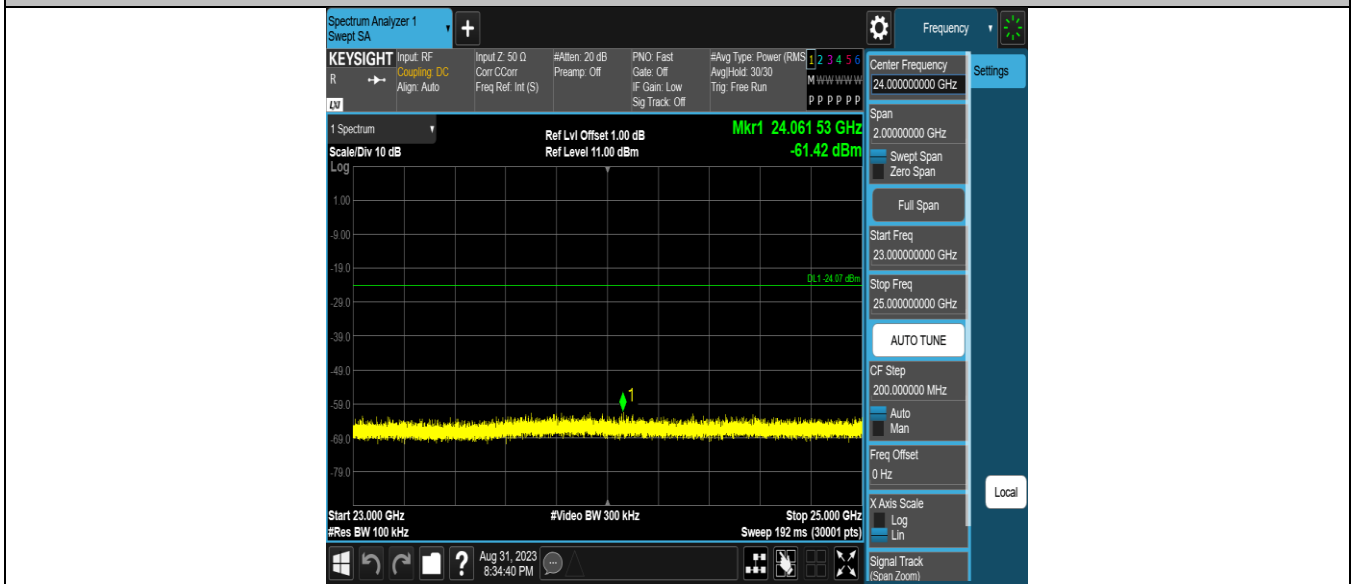 Spectrum Analyzer 1
Swept SA
Frequency
KEYSIGHT
R
LXI
Input: RF
Coupling: DC
Align: Auto
Input Z: 50 Ω
Corr CCorr
Freq Ref: Int (S)
#Atten: 20 dB
Preamp: Off
PNO: Fast
Gate: Off
IF Gain: Low
Sig Track: Off
#Avg Type: Power (RMS
Avg|Hold: 30/30
Trig: Free Run
1 2 3 4 5 6
M W W W W W
P P P P P P
1 Spectrum
Scale/Div 10 dB
Log
Ref Lvl Offset 1.00 dB
Ref Level 11.00 dBm
Mkr1 24.061 53 GHz
-61.42 dBm
1.00
-9.00
-19.0
DL1 -24.07 dBm
-29.0
-39.0
-49.0
1
-59.0
-69.0
-79.0
Start 23.000 GHz
#Video BW 300 kHz
Stop 25.000 GHz
#Res BW 100 kHz
Sweep 192 ms (30001 pts)
?
Aug 31, 2023
8:34:40 PM
Center Frequency
24.000000000 GHz
Settings
Span
2.00000000 GHz
Swept Span
Zero Span
Full Span
Start Freq
23.000000000 GHz
Stop Freq
25.000000000 GHz
AUTO TUNE
CF Step
200.000000 MHz
Auto
Man
Freq Offset
0 Hz
X Axis Scale
Log
Lin
Local
Signal Track
(Span Zoom)